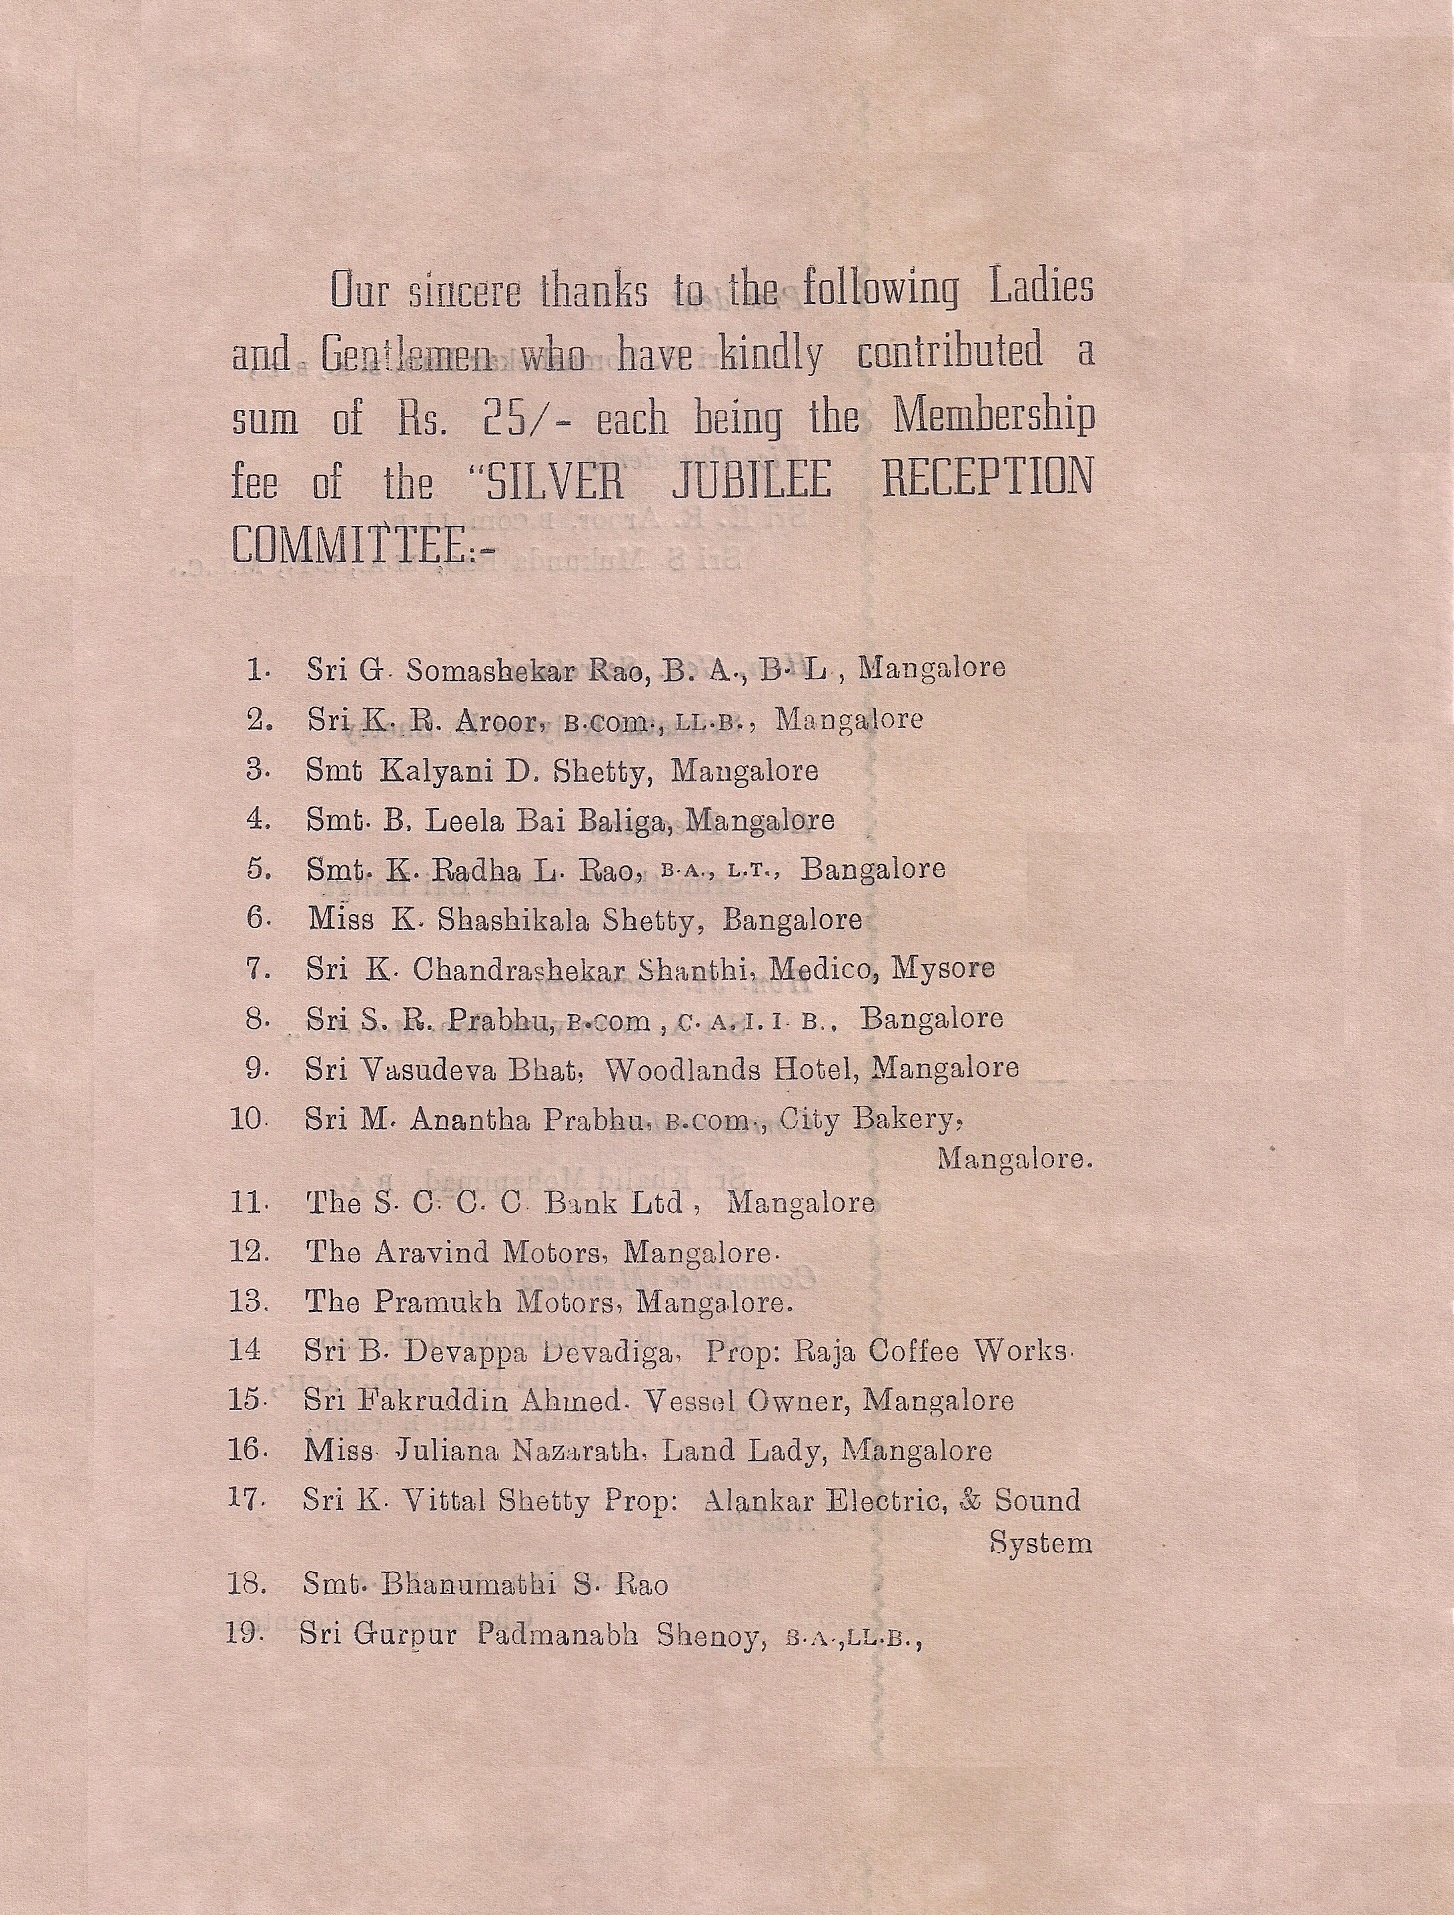 Our sincere thanks to the following Ladies
and Gentlemen who have kindly contributed a
sum of Rs. 25/- each being the Membership
fee of the “SILVER JUBILEE RECEPTION
COMMITTEE:-
1. Sri G. Somashekar Rao, B. A., B. L , Mangalore
2. Sri K. R. Aroor, B.Com., LL.B., Mangalore
3. Smt Kalyani D. Shetty, Mangalore
4. Smt. B. Leela Bai Baliga, Mangalore
5. Smt. K. Radha L. Rao, B.A., L.T., Bangalore
6. Miss K. Shashikala Shetty, Bangalore
7. Sri K. Chandrashekar Shanthi, Medico, Mysore
8. Sri S. R. Prabhu, B.Com , C. A. I. I. B., Bangalore
9. Sri Vasudeva Bhat, Woodlands Hotel, Mangalore
10. Sri M. Anantha Prabhu, B.Com., City Bakery,
Mangalore.
11. The S. C. C. C. Bank Ltd , Mangalore
12. The Aravind Motors, Mangalore.
13. The Pramukh Motors, Mangalore.
14 Sri B. Devappa Devadiga, Prop: Raja Coffee Works.
15. Sri Fakruddin Ahmed. Vessel Owner, Mangalore
16. Miss Juliana Nazarath, Land Lady, Mangalore
17. Sri K. Vittal Shetty Prop: Alankar Electric, & Sound
System
18. Smt. Bhanumathi S. Rao
19. Sri Gurpur Padmanabh Shenoy, B.A.,LL.B.,